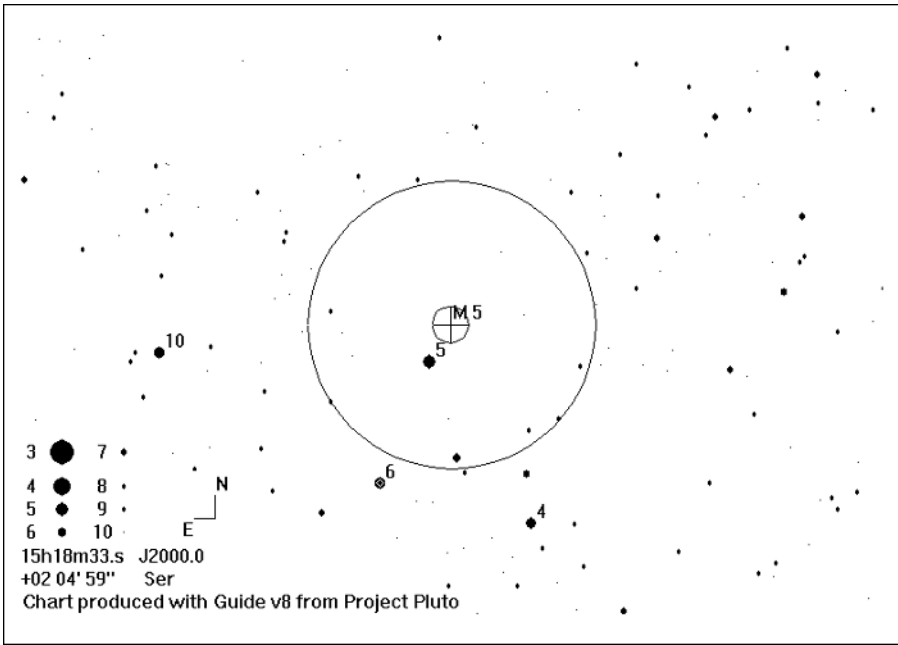 M 5
5
10
6
4
3 7
4 8
5 9
6 10
N
E
15h18m33.s J2000.0
+02 04' 59" Ser
Chart produced with Guide v8 from Project Pluto